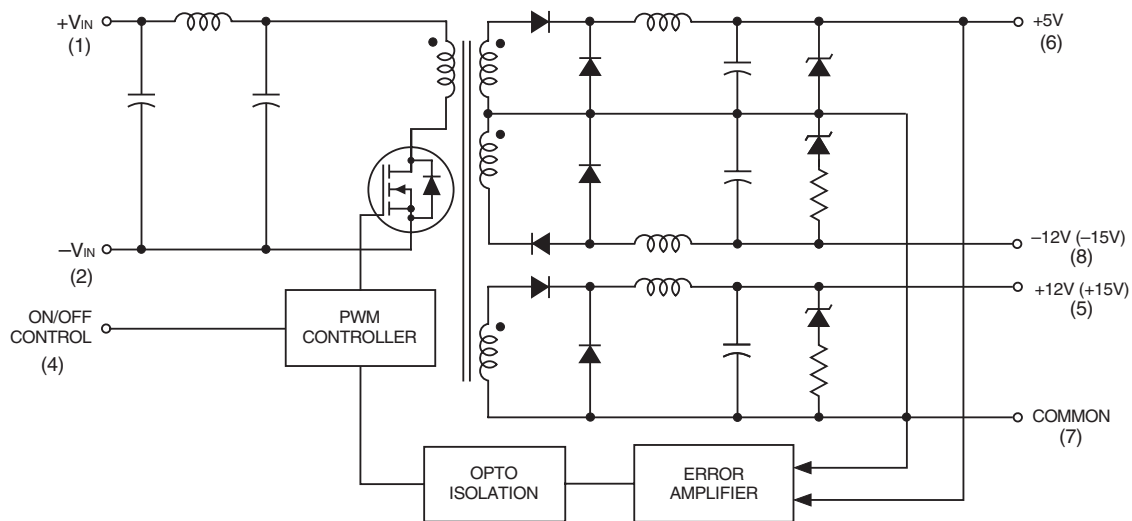 +VIN
(1)
−VIN
(2)
ON/OFF
CONTROL
(4)
PWM
CONTROLLER
OPTO
ISOLATION
ERROR
AMPLIFIER
+5V
(6)
−12V (−15V)
(8)
+12V (+15V)
(5)
COMMON
(7)